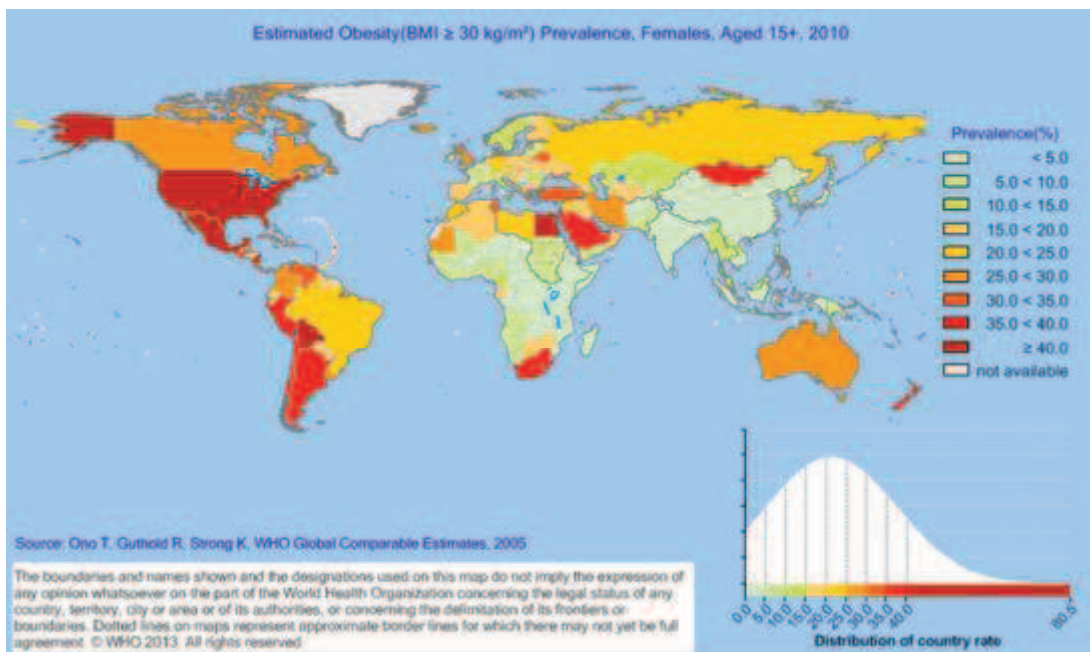 Estimated Obesity(BMI ≥ 30 kg/m²) Prevalence, Females, Aged 15+, 2010
Prevalence(%)
< 5.0
5.0 < 10.0
10.0 < 15.0
15.0 < 20.0
20.0 < 25.0
25.0 < 30.0
30.0 < 35.0
35.0 < 40.0
≥ 40.0
not available
Source: Ono T, Guthold R, Strong K, WHO Global Comparable Estimates, 2005
The boundaries and names shown and the designations used on this map do not imply the expression of
any opinion whatsoever on the part of the World Health Organization concerning the legal status of any
country, territory, city or area or of its authorities, or concerning the delimitation of its frontiers or
boundaries. Dotted lines on maps represent approximate border lines for which there may not yet be full
agreement. © WHO 2013. All rights reserved
0.0 5.0 10.0 15.0 20.0 25.0 30.0 35.0 40.0 80.5
Distribution of country rate